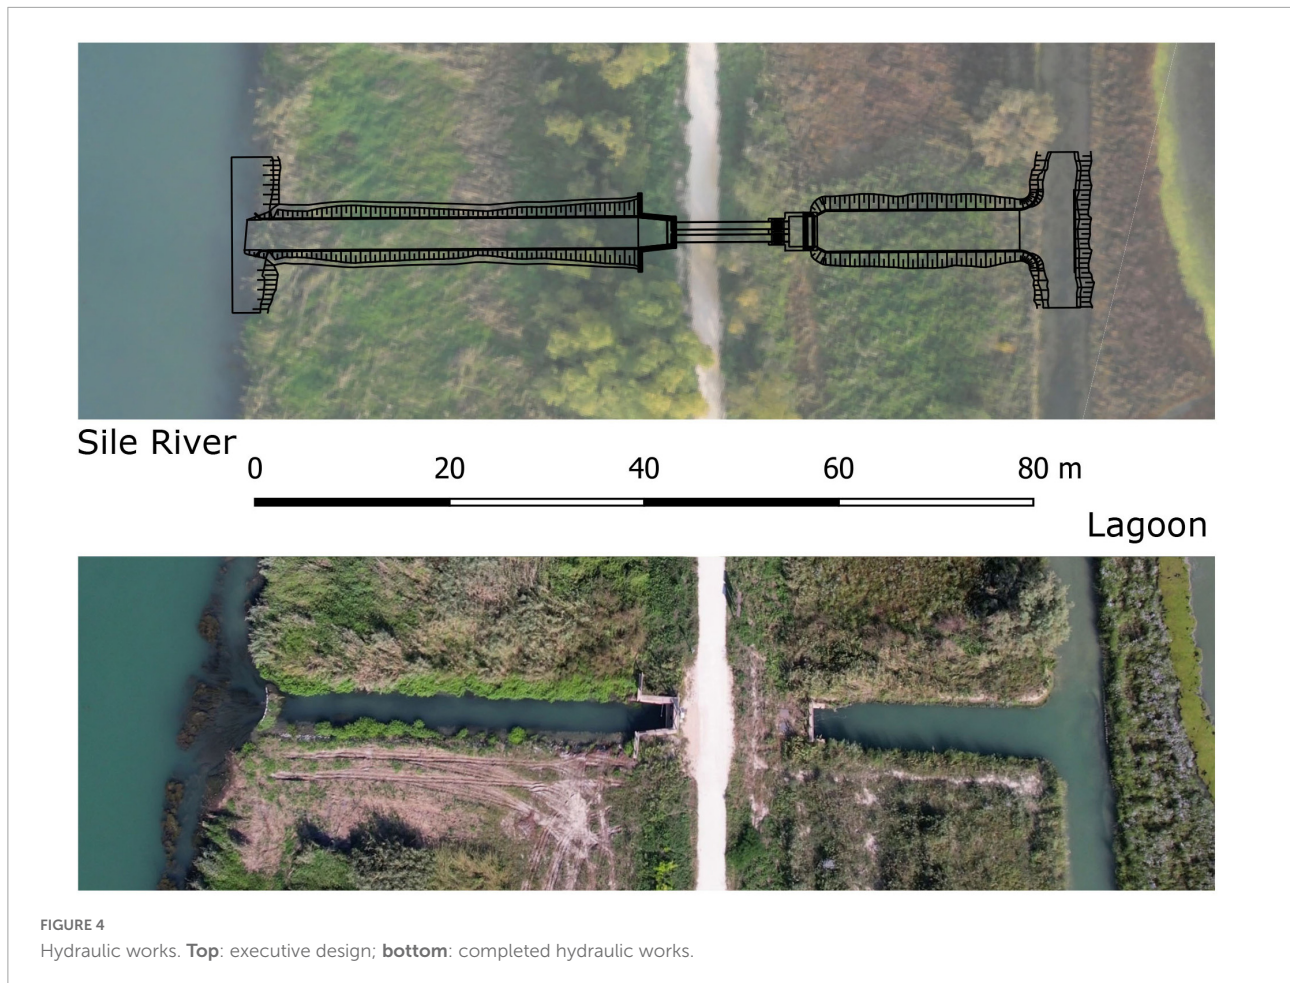 Sile River
0 20 40 60 80 m
Lagoon
FIGURE 4
Hydraulic works. Top: executive design; bottom: completed hydraulic works.